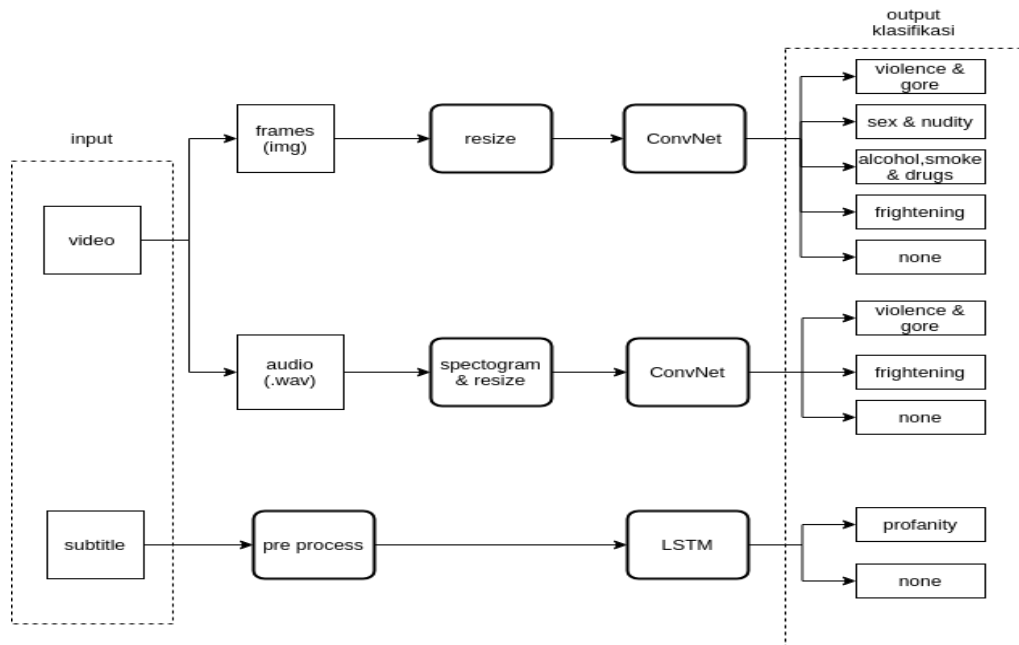 output
klasifikasi
input
video
frames
(img)
resize
ConvNet
violence &
gore
sex & nudity
alcohol,smoke
& drugs
frightening
none
audio
(.wav)
spectogram
& resize
ConvNet
violence &
gore
frightening
none
subtitle
pre process
LSTM
profanity
none